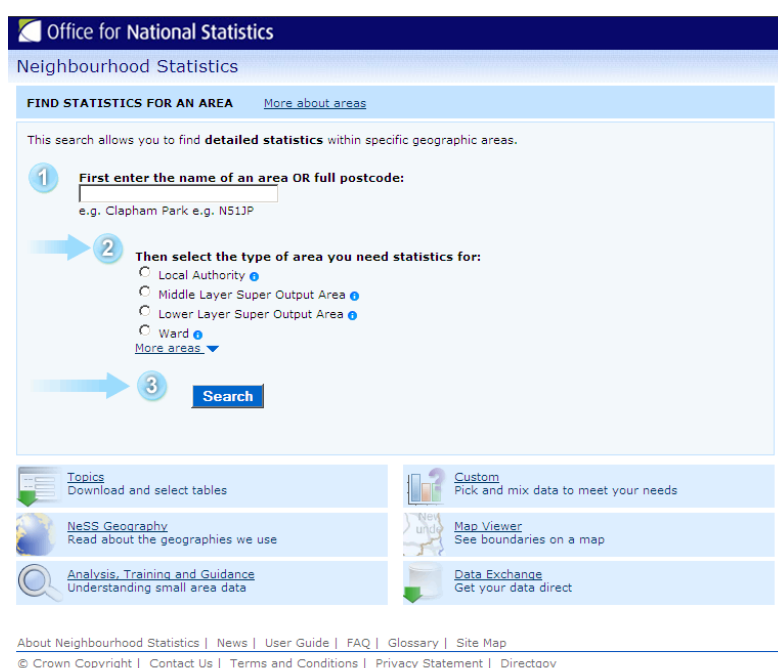 Office for National Statistics
Neighbourhood Statistics
FIND STATISTICS FOR AN AREA More about areas
This search allows you to find detailed statistics within specific geographic areas.
1 First enter the name of an area OR full postcode:
e.g. Clapham Park e.g. N51JP
2 Then select the type of area you need statistics for:
Local Authority
Middle Layer Super Output Area
Lower Layer Super Output Area
Ward
More areas
3 Search
Topics
Download and select tables
Custom
Pick and mix data to meet your needs
NeSS Geography
Read about the geographies we use
Map Viewer
See boundaries on a map
Analysis, Training and Guidance
Understanding small area data
Data Exchange
Get your data direct
About Neighbourhood Statistics | News | User Guide | FAQ | Glossary | Site Map
© Crown Copyright | Contact Us | Terms and Conditions | Privacy Statement | Directgov